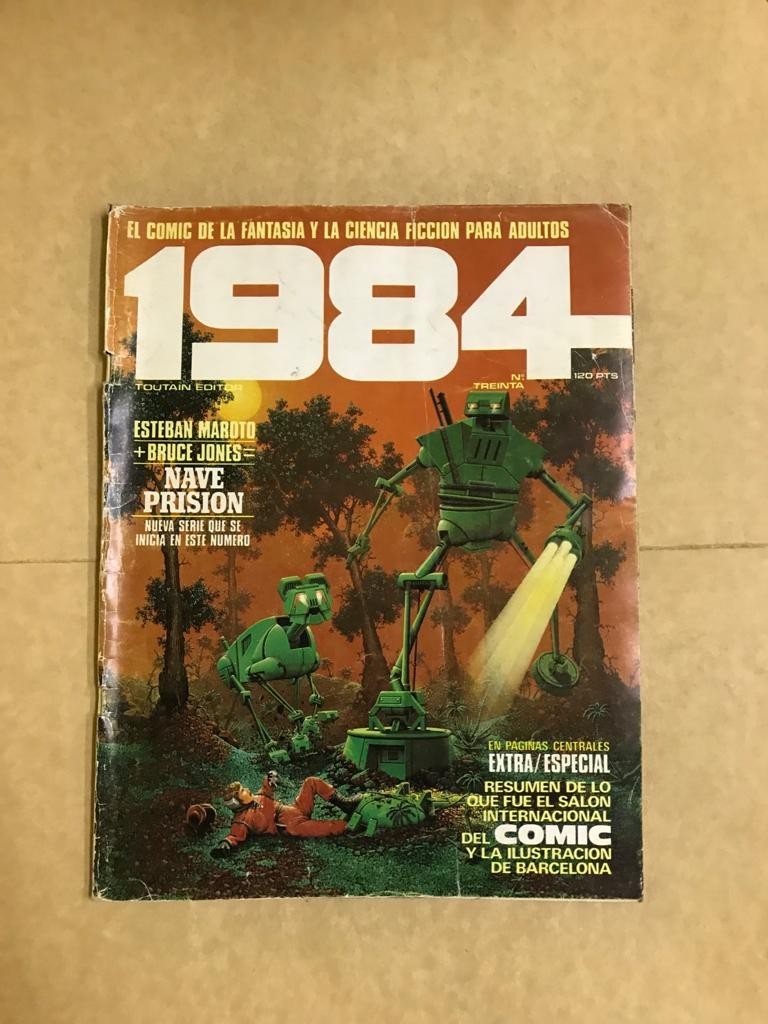 EL COMIC DE LA FANTASIA Y LA CIENCIA FICCION PARA ADULTOS
1984
TOUTAIN EDITOR
Nº
TREINTA
120 PTS
ESTEBAN MAROTO
+ BRUCE JONES =
NAVE
PRISION
NUEVA SERIE QUE SE
INICIA EN ESTE NUMERO
EN PAGINAS CENTRALES
EXTRA/ESPECIAL
RESUMEN DE LO
QUE FUE EL SALON
INTERNACIONAL
DEL COMIC
Y LA ILUSTRACION
DE BARCELONA